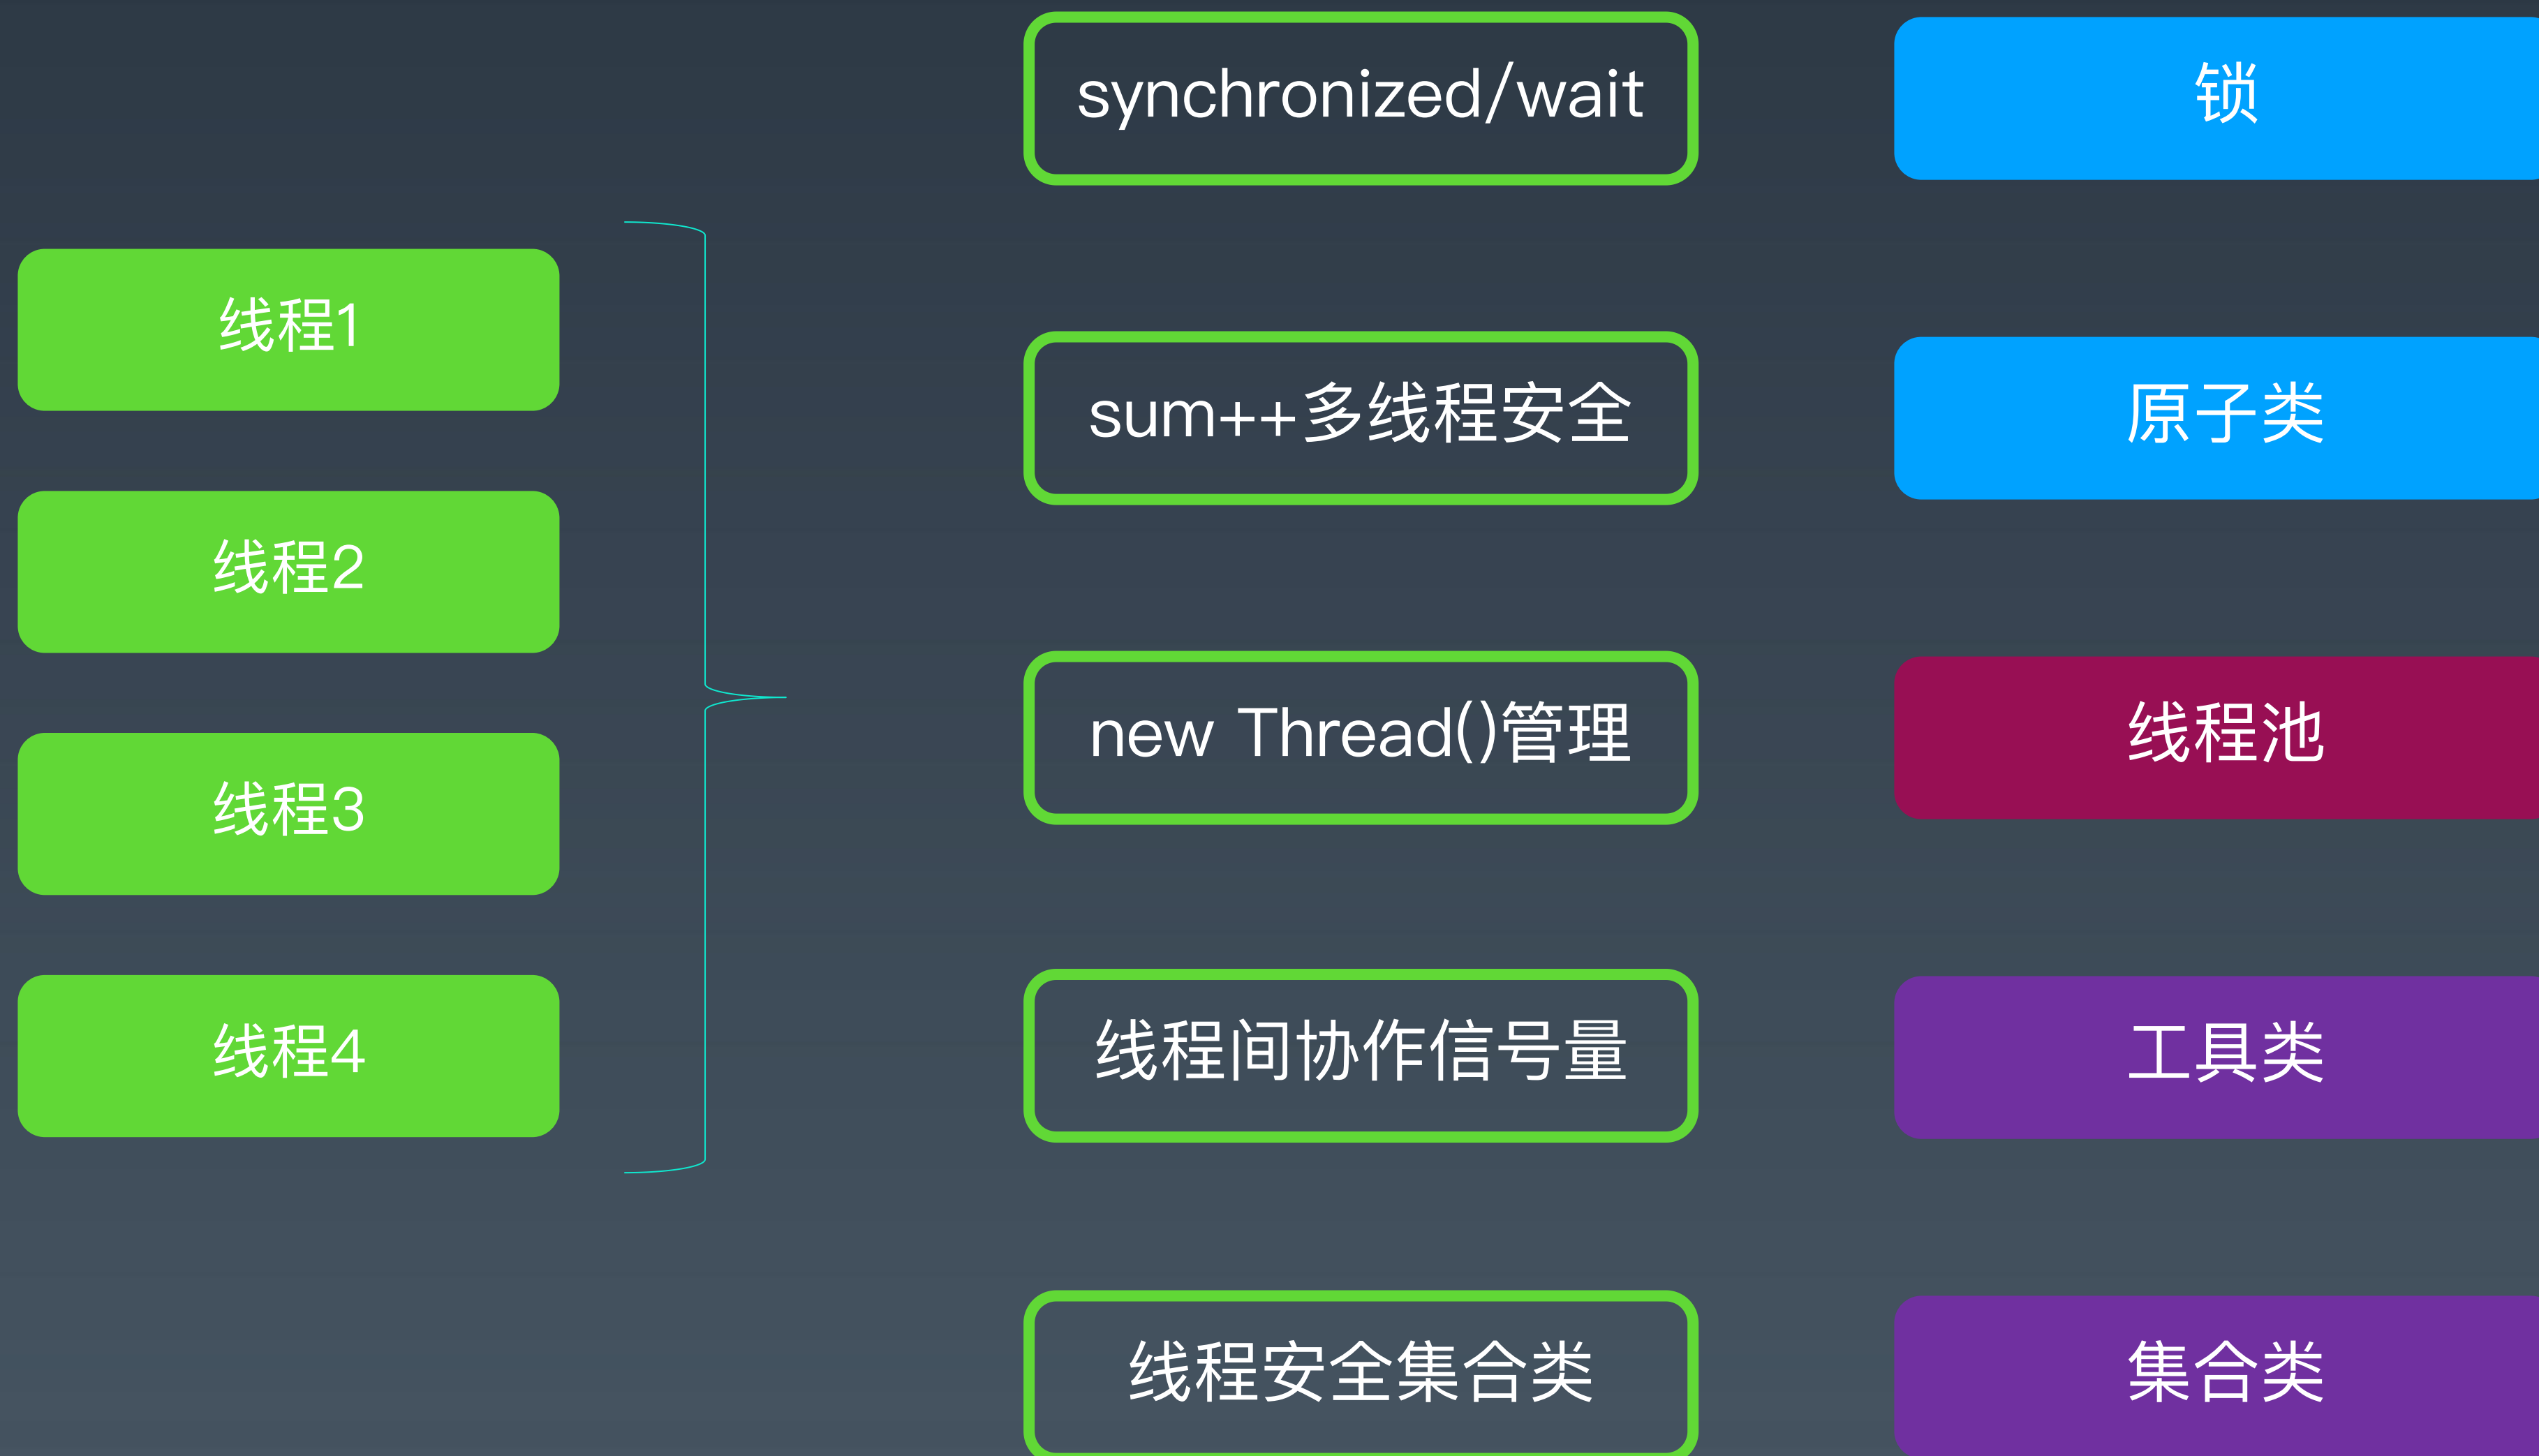 线程1
线程2
线程3
线程4
synchronized/wait
锁
sum++多线程安全
原子类
new Thread()管理
线程池
线程间协作信号量
工具类
线程安全集合类
集合类